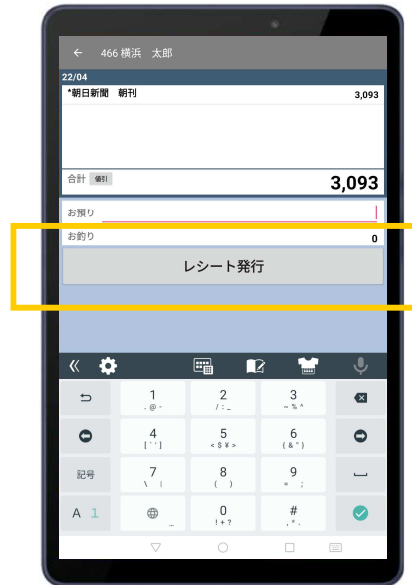 ← 466 横浜 太郎
22/04
*朝日新聞 朝刊 3,093
合計 値引 3,093
お預り
お釣り 0
レシート発行
1 2 3
. @ - / : _ ~ % ^
4 5 6
[ ' ` ] < $ ¥ > ( & " )
記号 7 8 9
\ | ( ) = ;
A 1 0 #
! + ? , * .